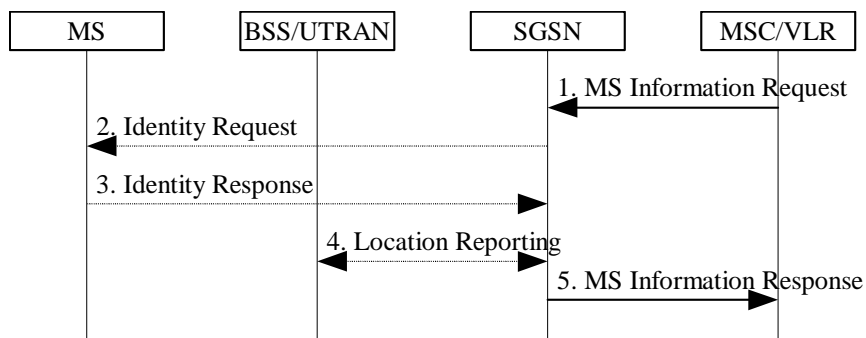 MS BSS/UTRAN SGSN MSC/VLR
1. MS Information Request
2. Identity Request
3. Identity Response
4. Location Reporting
5. MS Information Response